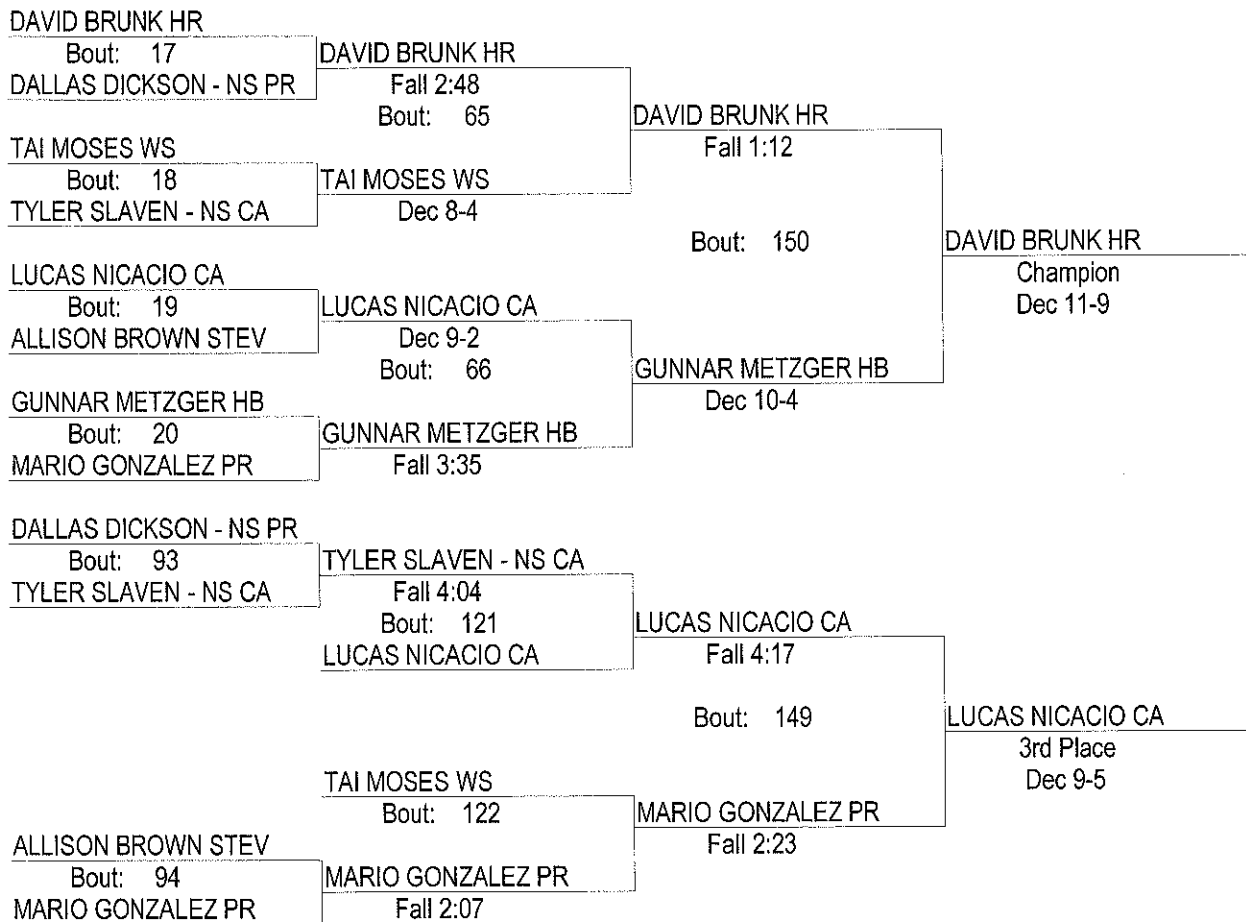 DAVID BRUNK HR
Bout: 17
DALLAS DICKSON - NS PR
DAVID BRUNK HR
Fall 2:48
Bout: 65
TAI MOSES WS
Bout: 18
TYLER SLAVEN - NS CA
TAI MOSES WS
Dec 8-4
DAVID BRUNK HR
Fall 1:12
Bout: 150
LUCAS NICACIO CA
Bout: 19
ALLISON BROWN STEV
LUCAS NICACIO CA
Dec 9-2
Bout: 66
GUNNAR METZGER HB
Bout: 20
MARIO GONZALEZ PR
GUNNAR METZGER HB
Fall 3:35
GUNNAR METZGER HB
Dec 10-4
DAVID BRUNK HR
Champion
Dec 11-9
DALLAS DICKSON - NS PR
Bout: 93
TYLER SLAVEN - NS CA
TYLER SLAVEN - NS CA
Fall 4:04
Bout: 121
LUCAS NICACIO CA
LUCAS NICACIO CA
Fall 4:17
Bout: 149
TAI MOSES WS
Bout: 122
ALLISON BROWN STEV
Bout: 94
MARIO GONZALEZ PR
MARIO GONZALEZ PR
Fall 2:07
MARIO GONZALEZ PR
Fall 2:23
LUCAS NICACIO CA
3rd Place
Dec 9-5